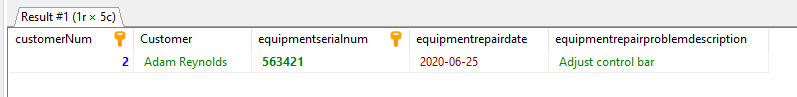 Result #1 (1r × 5c)
customerNum Customer equipmentserialnum equipmentrepairdate equipmentrepairproblemdescription
2 Adam Reynolds 563421 2020-06-25 Adjust control bar